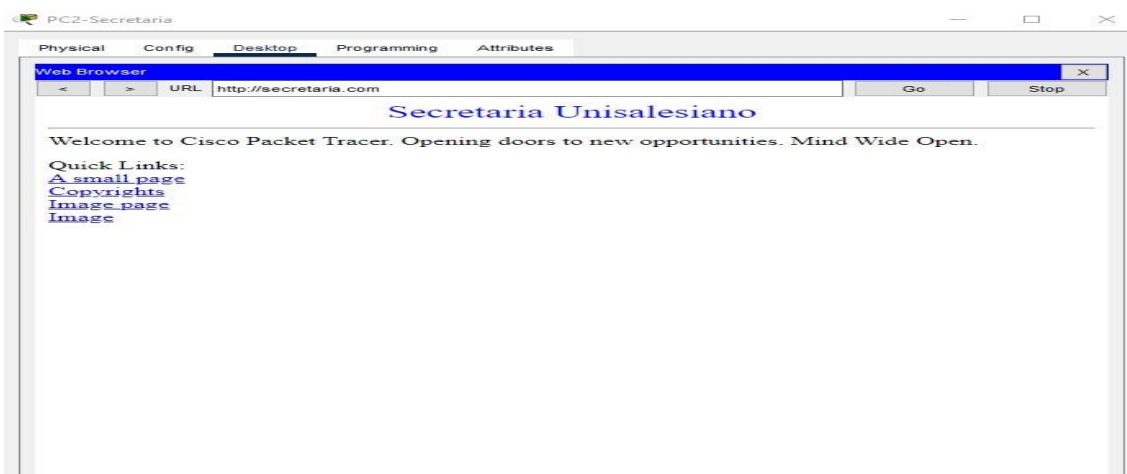 PC2-Secretaria
Physical Config Desktop Programming Attributes
Web Browser X
< > URL http://secretaria.com Go Stop
Secretaria Unisalesiano
Welcome to Cisco Packet Tracer. Opening doors to new opportunities. Mind Wide Open.
Quick Links:
A small page
Copyrights
Image page
Image